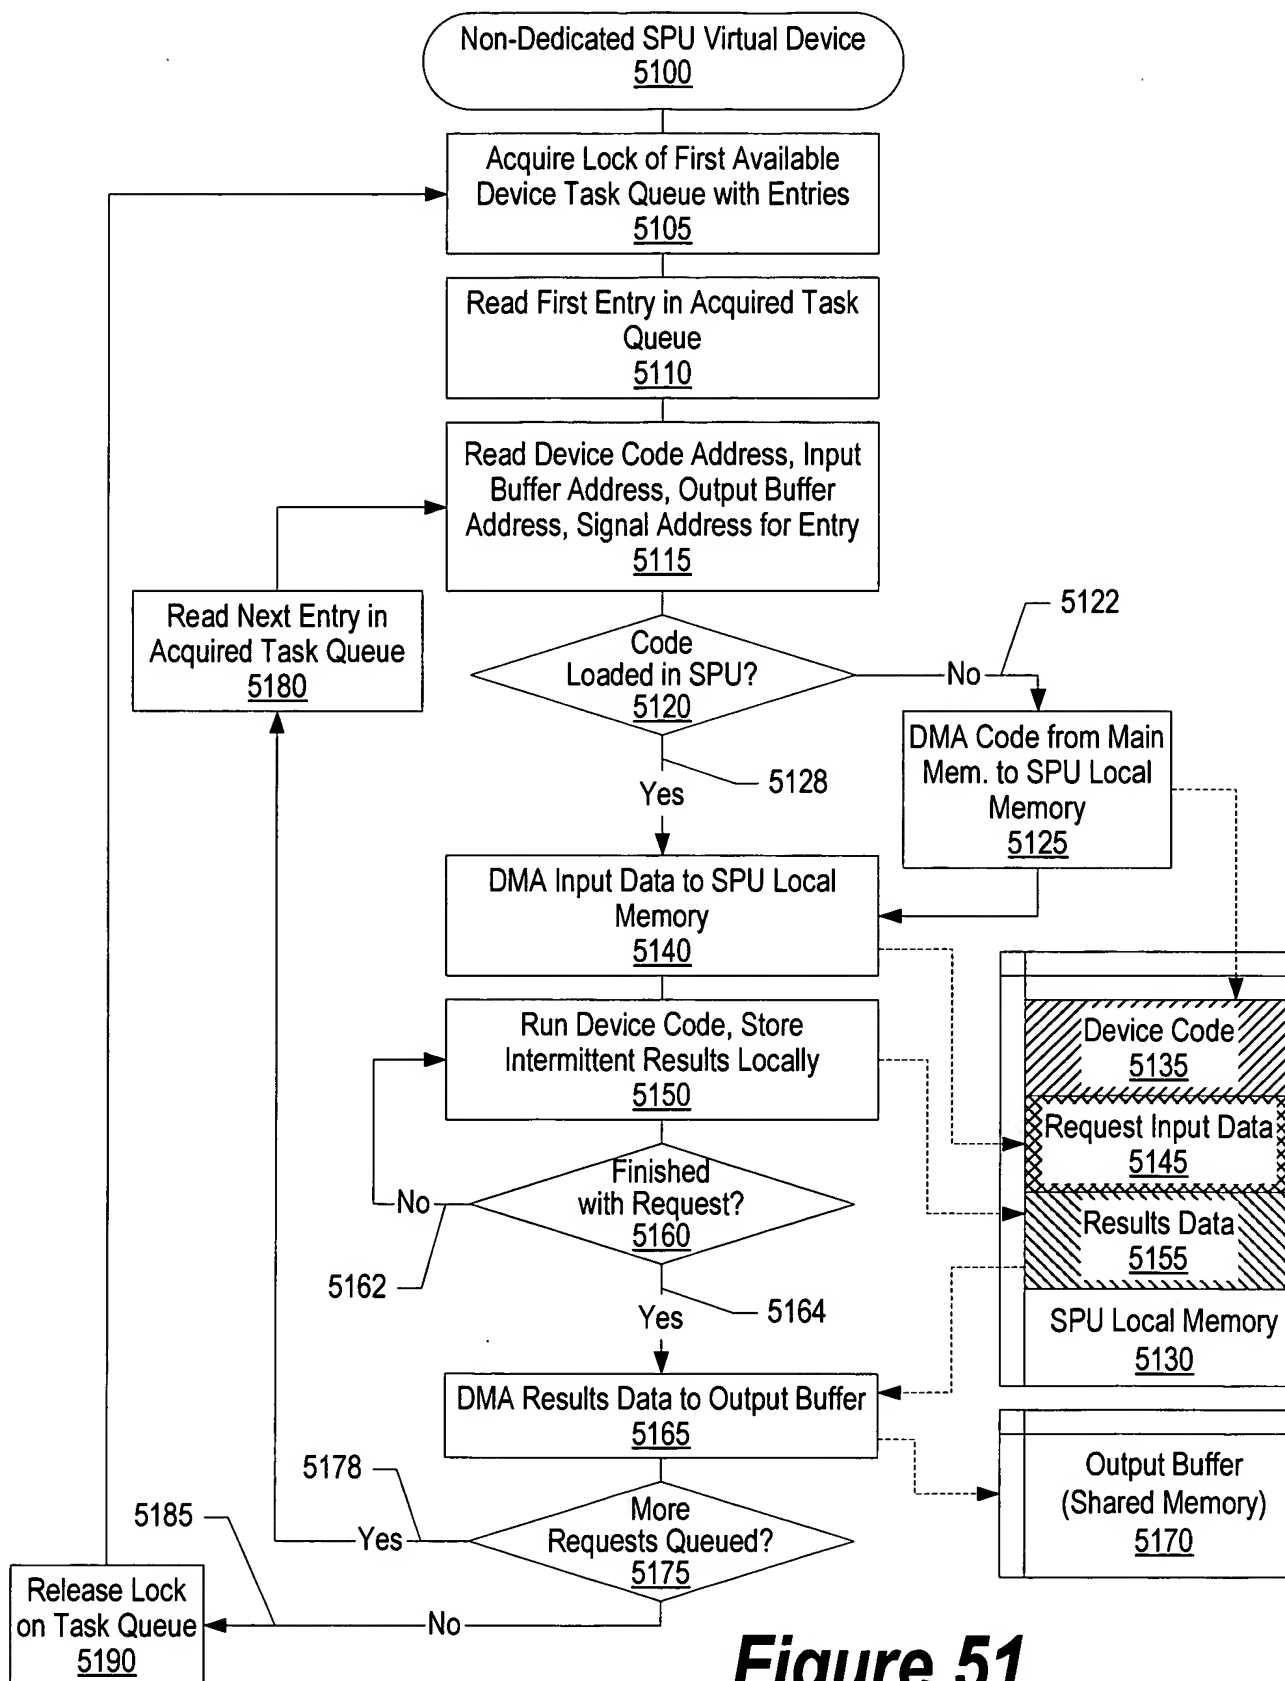 Non-Dedicated SPU Virtual Device
5100
Acquire Lock of First Available
Device Task Queue with Entries
5105
Read First Entry in Acquired Task
Queue
5110
Read Device Code Address, Input
Buffer Address, Output Buffer
Address, Signal Address for Entry
5115
Read Next Entry in
Acquired Task Queue
5180
Code
Loaded in SPU?
5120
No
5122
5128
Yes
DMA Code from Main
Mem. to SPU Local
Memory
5125
DMA Input Data to SPU Local
Memory
5140
Run Device Code, Store
Intermittent Results Locally
5150
Device Code
5135
Request Input Data
5145
Results Data
5155
SPU Local Memory
5130
Finished
with Request?
5160
No
5162
5164
Yes
DMA Results Data to Output Buffer
5165
Output Buffer
(Shared Memory)
5170
5178
More
Requests Queued?
5175
Yes
5185
No
Release Lock
on Task Queue
5190
Figure 51